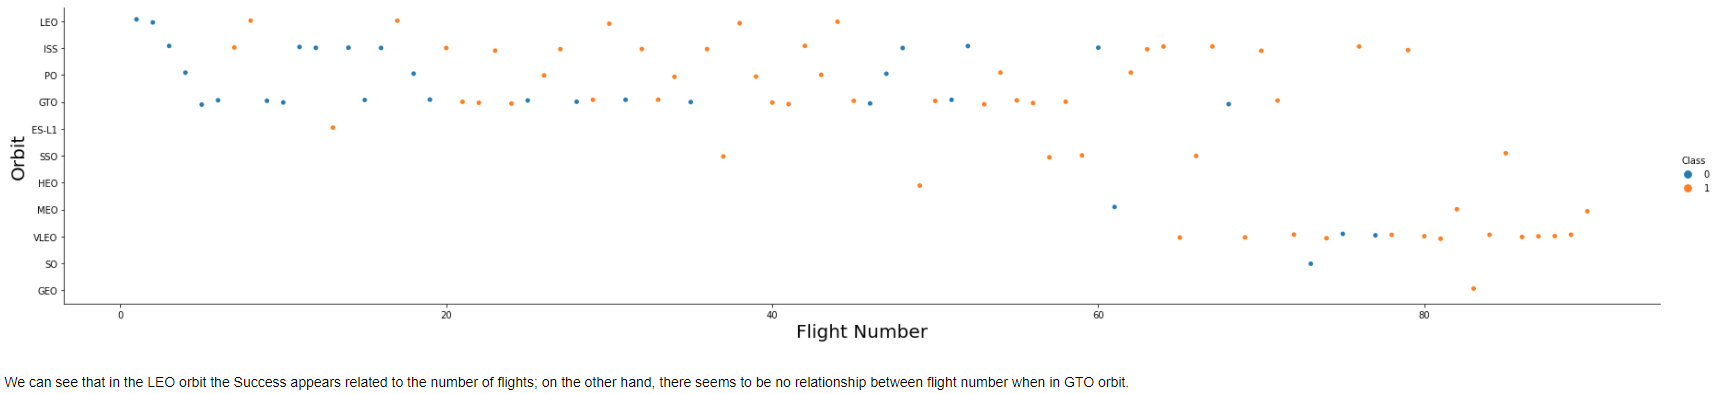 LEO
ISS
PO
GTO
ES-L1
SSO
HEO
MEO
VLEO
SO
GEO
Orbit
0 20 40 60 80
Flight Number
Class
0
1
We can see that in the LEO orbit the Success appears related to the number of flights; on the other hand, there seems to be no relationship between flight number when in GTO orbit.